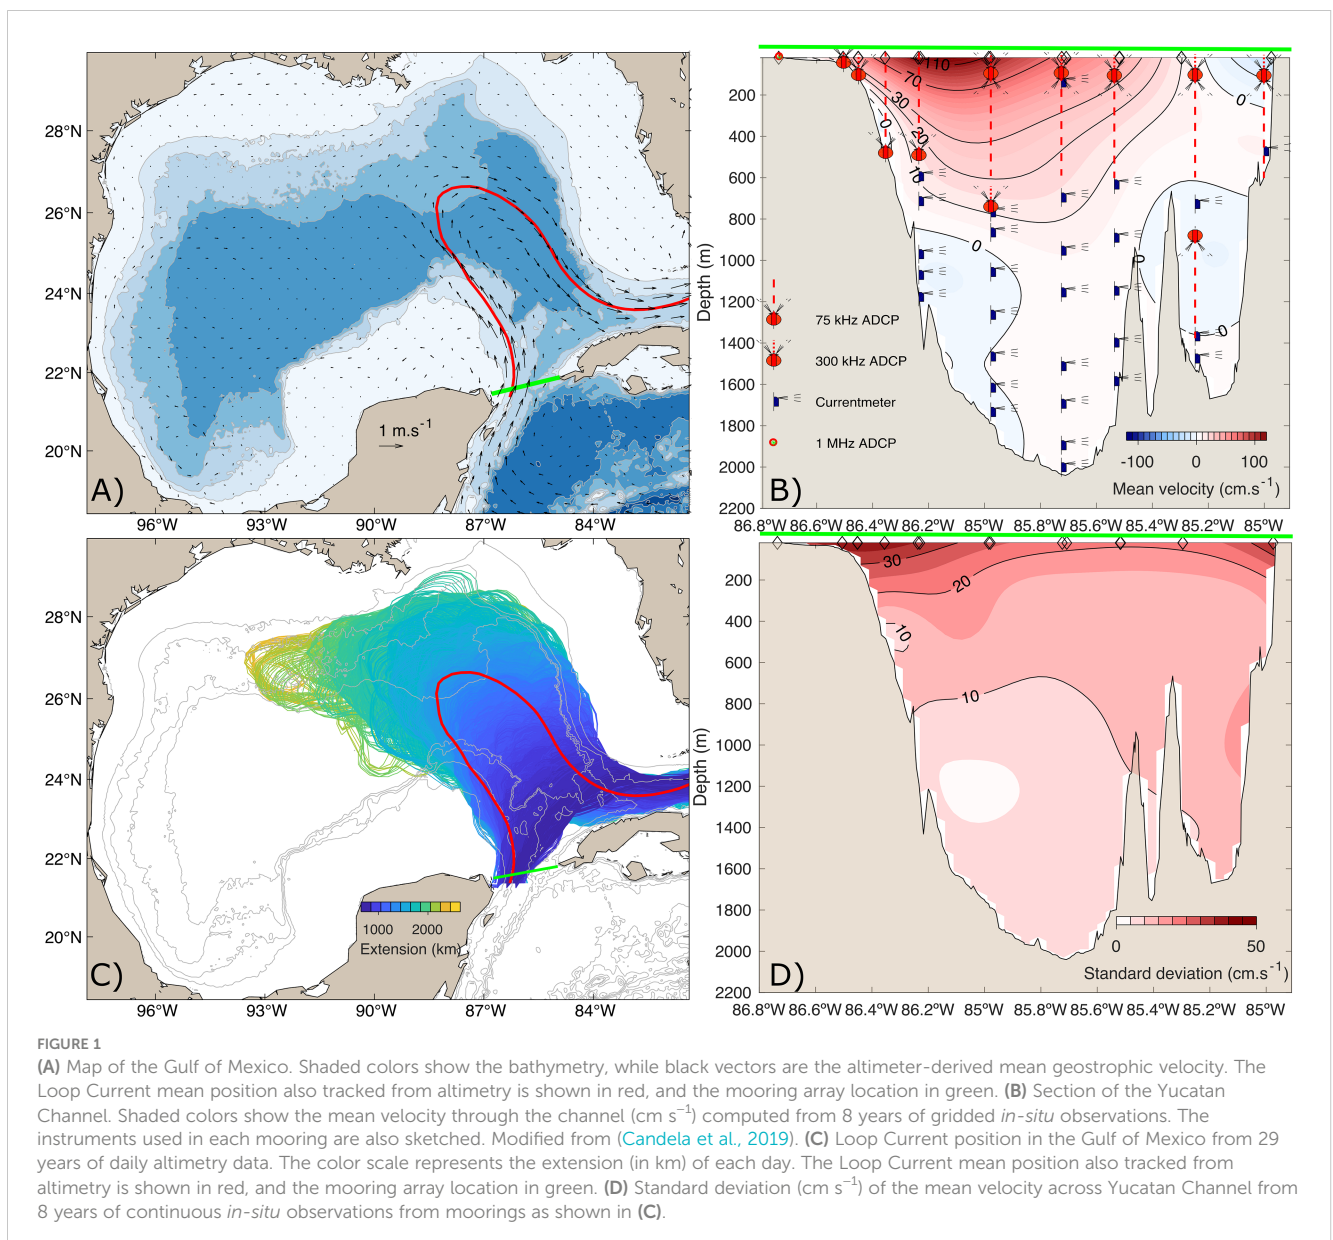 28°N
26°N
24°N
22°N
20°N
96°W
93°W
90°W
87°W
84°W
1 m.s-1
A)
110
70
30
0
20
10
0
0
0
0
200
400
600
800
1000
1200
1400
1600
1800
2000
2200
Depth (m)
75 kHz ADCP
300 kHz ADCP
Currentmeter
1 MHz ADCP
-120
0
120
Mean velocity (cm.s-1)
B)
86.8°W
86.6°W
86.4°W
86.2°W
85°W
85.8°W
85.6°W
85.4°W
85.2°W
85°W
28°N
26°N
24°N
22°N
20°N
96°W
93°W
90°W
87°W
84°W
1000
2000
Extension (km)
C)
30
20
10
10
200
400
600
800
1000
1200
1400
1600
1800
2000
2200
Depth (m)
0
50
Standard deviation (cm.s-1)
D)
86.8°W
86.6°W
86.4°W
86.2°W
85°W
85.8°W
85.6°W
85.4°W
85.2°W
85°W
FIGURE 1
(A) Map of the Gulf of Mexico. Shaded colors show the bathymetry, while black vectors are the altimeter-derived mean geostrophic velocity. The
Loop Current mean position also tracked from altimetry is shown in red, and the mooring array location in green. (B) Section of the Yucatan
Channel. Shaded colors show the mean velocity through the channel (cm s−1) computed from 8 years of gridded in-situ observations. The
instruments used in each mooring are also sketched. Modified from (Candela et al., 2019). (C) Loop Current position in the Gulf of Mexico from 29
years of daily altimetry data. The color scale represents the extension (in km) of each day. The Loop Current mean position also tracked from
altimetry is shown in red, and the mooring array location in green. (D) Standard deviation (cm s−1) of the mean velocity across Yucatan Channel from
8 years of continuous in-situ observations from moorings as shown in (C).